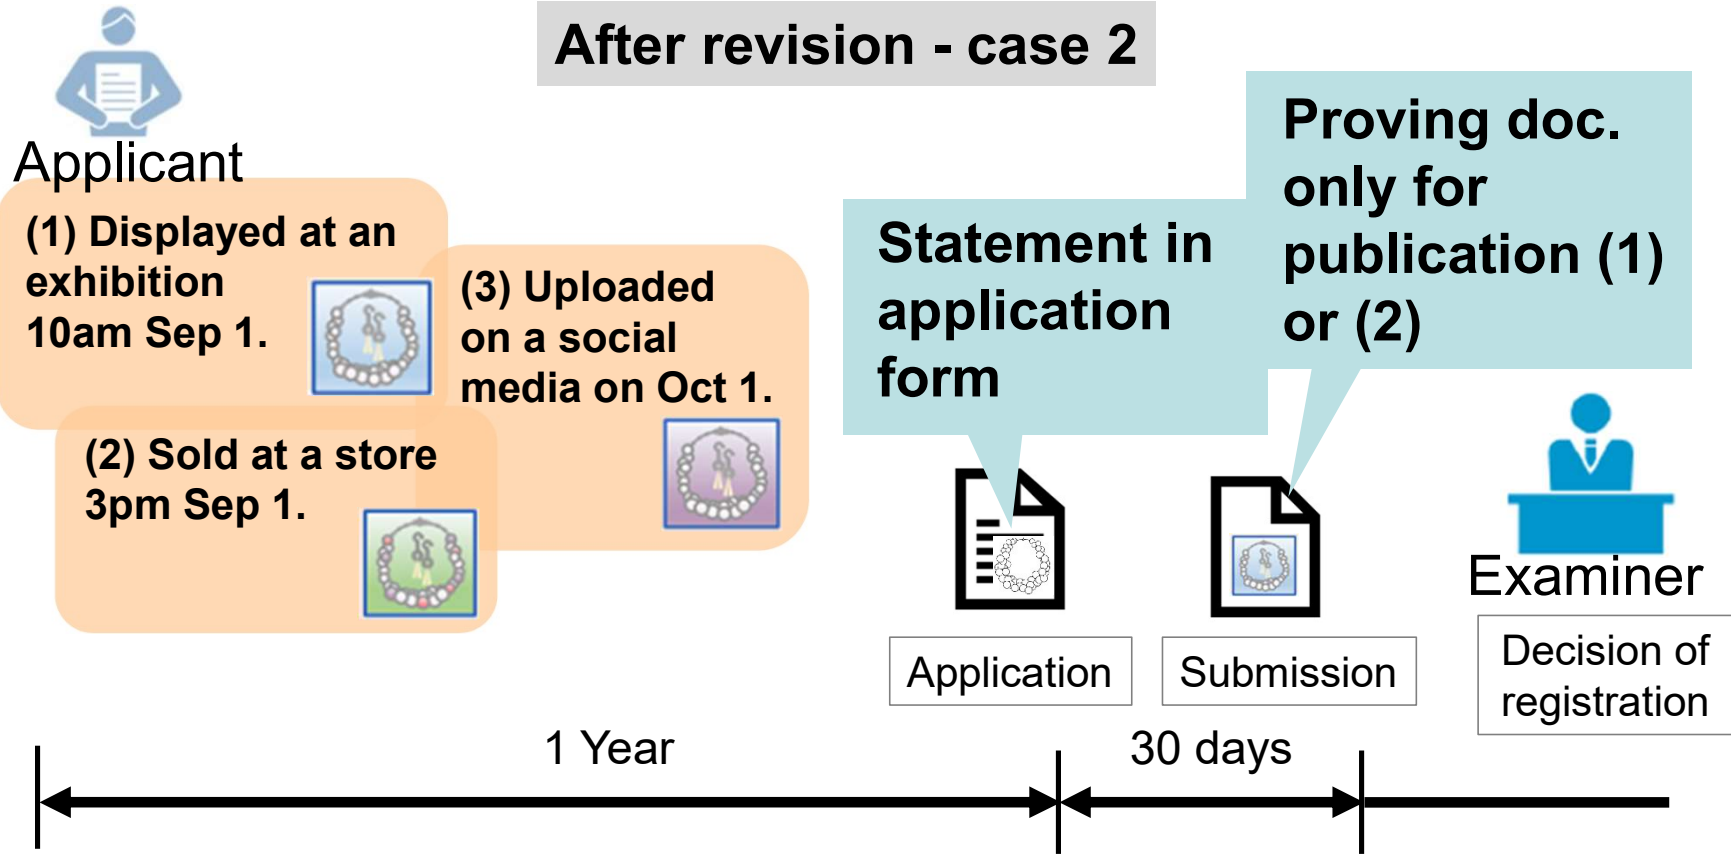 After revision - case 2
Applicant
(1) Displayed at an
exhibition
10am Sep 1.
(3) Uploaded
on a social
media on Oct 1.
(2) Sold at a store
3pm Sep 1.
Statement in
application
form
Proving doc.
only for
publication (1)
or (2)
Examiner
Application
Submission
Decision of
registration
1 Year
30 days